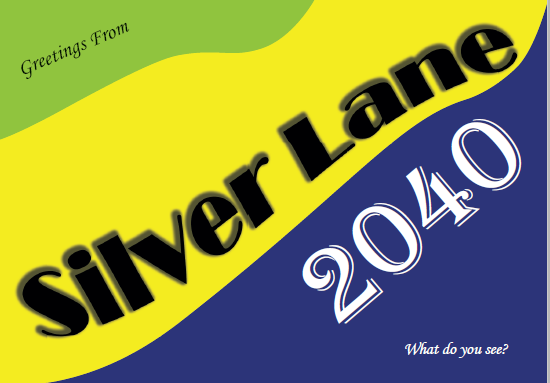 Greetings From
Silver Lane
2040
What do you see?